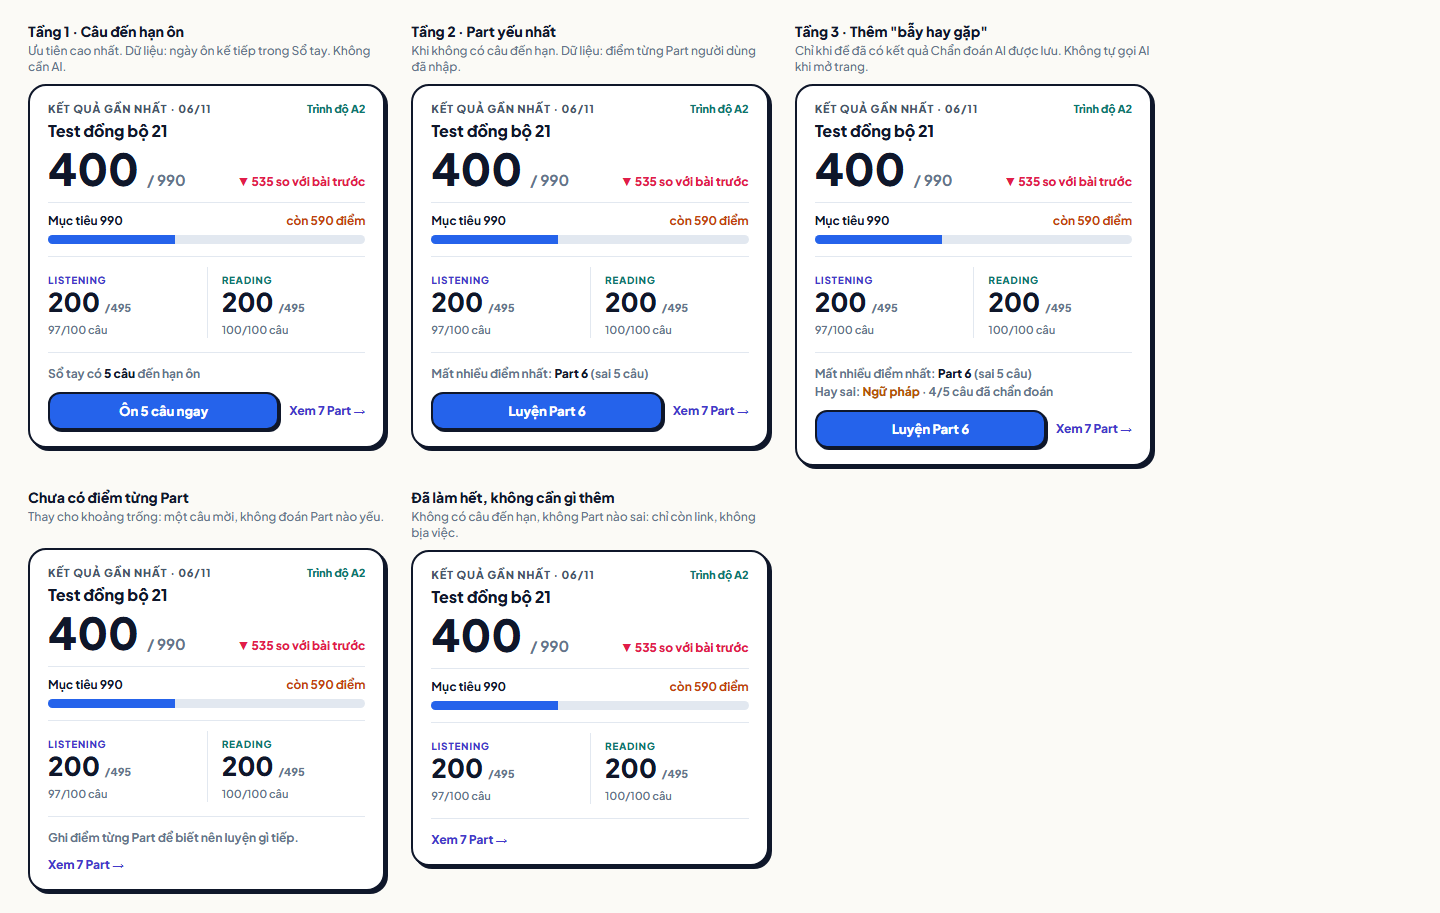 Tầng 1 · Câu đến hạn ôn
Ưu tiên cao nhất. Dữ liệu: ngày ôn kế tiếp trong Sổ tay. Không
cần AI.
KẾT QUẢ GẦN NHẤT · 06/11
Trình độ A2
Test đồng bộ 21
400 / 990
▼ 535 so với bài trước
Mục tiêu 990
còn 590 điểm
LISTENING
200 /495
97/100 câu
READING
200 /495
100/100 câu
Sổ tay có 5 câu đến hạn ôn
Ôn 5 câu ngay
Xem 7 Part →
Tầng 2 · Part yếu nhất
Khi không có câu đến hạn. Dữ liệu: điểm từng Part người dùng
đã nhập.
KẾT QUẢ GẦN NHẤT · 06/11
Trình độ A2
Test đồng bộ 21
400 / 990
▼ 535 so với bài trước
Mục tiêu 990
còn 590 điểm
LISTENING
200 /495
97/100 câu
READING
200 /495
100/100 câu
Mất nhiều điểm nhất: Part 6 (sai 5 câu)
Luyện Part 6
Xem 7 Part →
Tầng 3 · Thêm "bẫy hay gặp"
Chỉ khi đề đã có kết quả Chẩn đoán AI được lưu. Không tự gọi AI
khi mở trang.
KẾT QUẢ GẦN NHẤT · 06/11
Trình độ A2
Test đồng bộ 21
400 / 990
▼ 535 so với bài trước
Mục tiêu 990
còn 590 điểm
LISTENING
200 /495
97/100 câu
READING
200 /495
100/100 câu
Mất nhiều điểm nhất: Part 6 (sai 5 câu)
Hay sai: Ngữ pháp · 4/5 câu đã chẩn đoán
Luyện Part 6
Xem 7 Part →
Chưa có điểm từng Part
Thay cho khoảng trống: một câu mời, không đoán Part nào yếu.
KẾT QUẢ GẦN NHẤT · 06/11
Trình độ A2
Test đồng bộ 21
400 / 990
▼ 535 so với bài trước
Mục tiêu 990
còn 590 điểm
LISTENING
200 /495
97/100 câu
READING
200 /495
100/100 câu
Ghi điểm từng Part để biết nên luyện gì tiếp.
Xem 7 Part →
Đã làm hết, không cần gì thêm
Không có câu đến hạn, không Part nào sai: chỉ còn link, không
bịa việc.
KẾT QUẢ GẦN NHẤT · 06/11
Trình độ A2
Test đồng bộ 21
400 / 990
▼ 535 so với bài trước
Mục tiêu 990
còn 590 điểm
LISTENING
200 /495
97/100 câu
READING
200 /495
100/100 câu
Xem 7 Part →